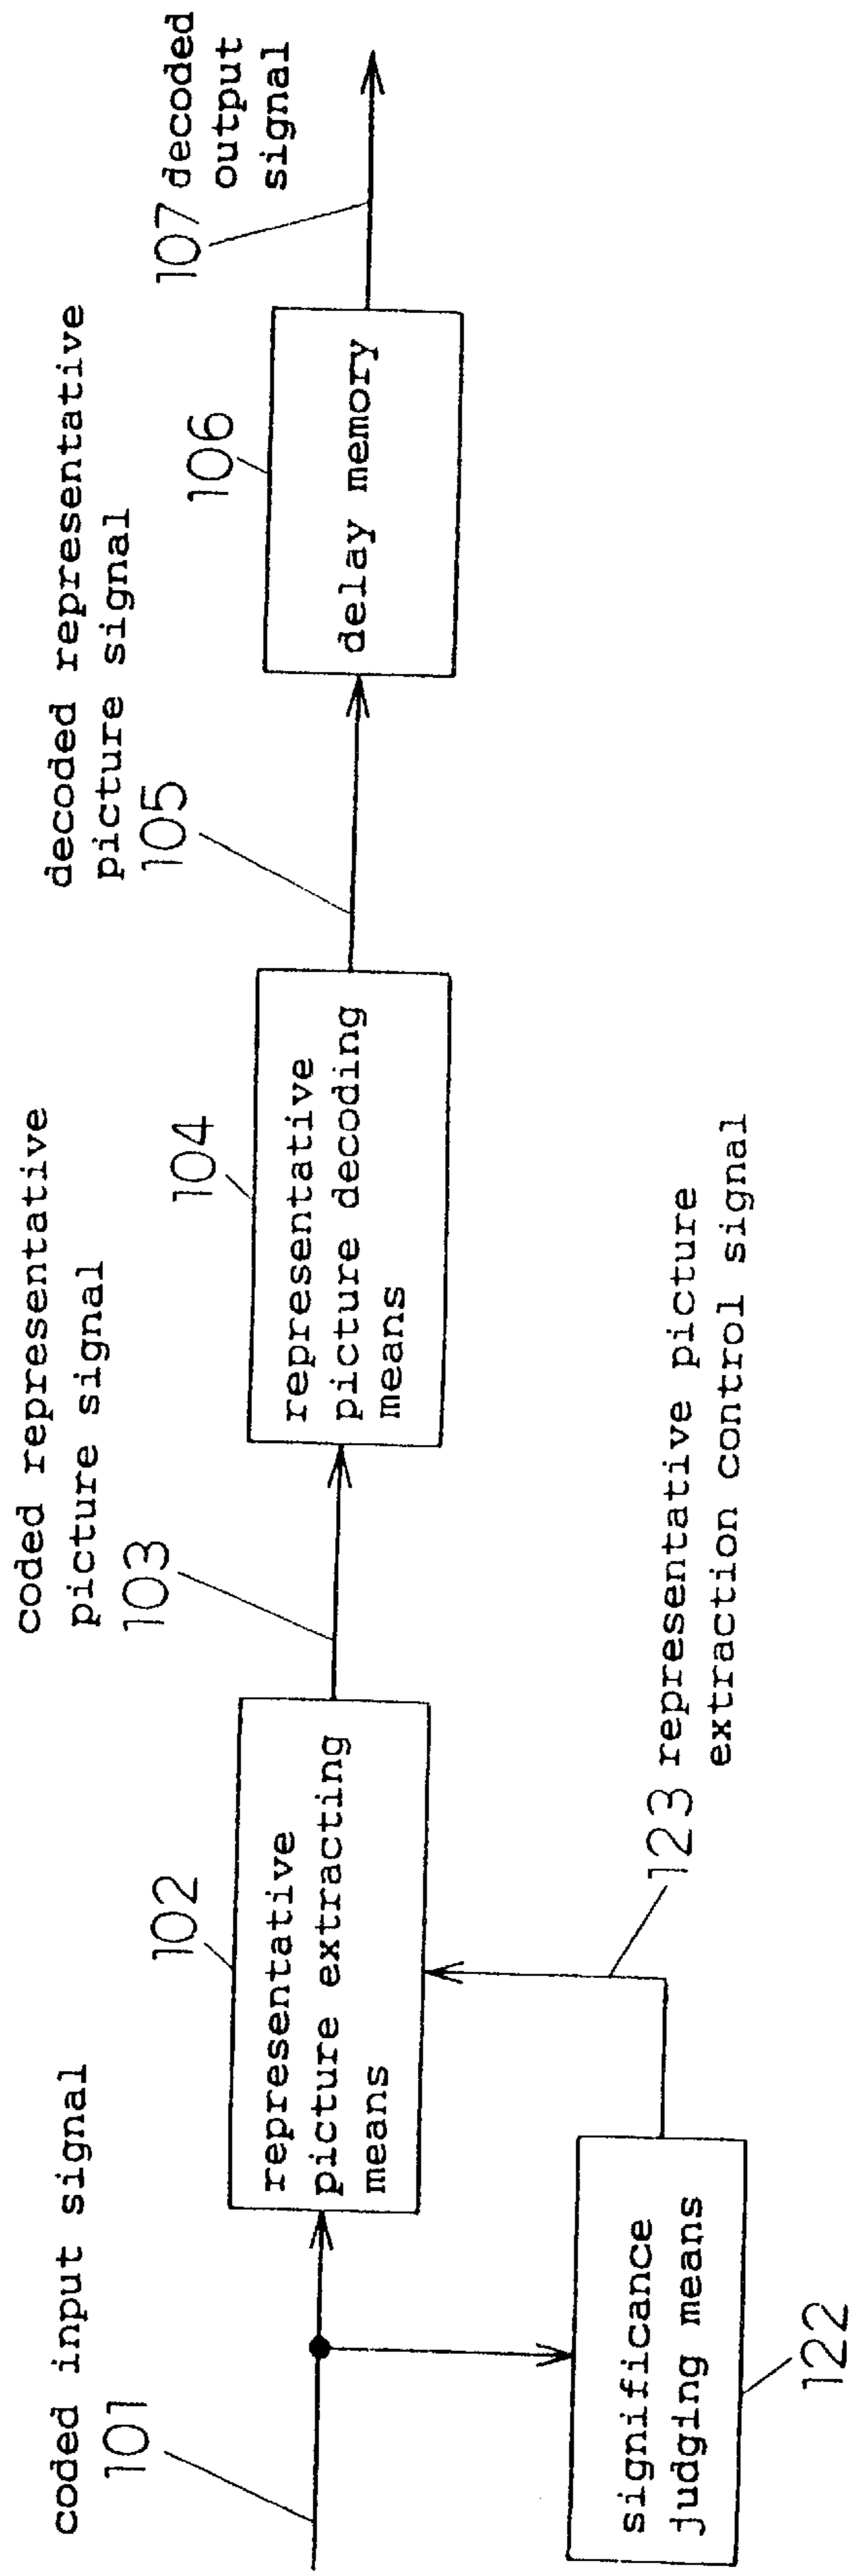 coded input signal
101
representative
picture extracting
means
102
coded representative
picture signal
103
representative
picture decoding
means
104
decoded representative
picture signal
105
delay memory
106
107 decoded
output
signal
significance
judging means
122
123 representative picture
extraction control signal